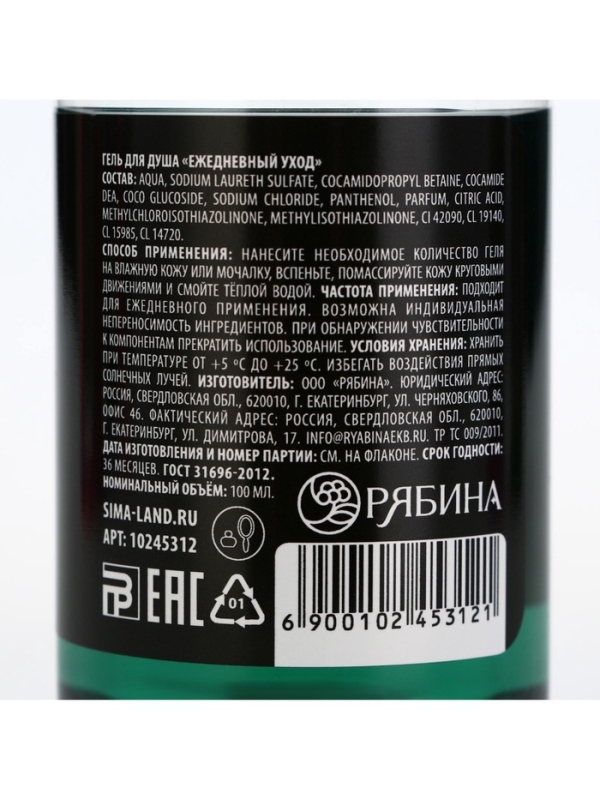 ГЕЛЬ ДЛЯ ДУША «ЕЖЕДНЕВНЫЙ УХОД»
СОСТАВ: AQUA, SODIUM LAURETH SULFATE, COCAMIDOPROPYL BETAINE, COCAMIDE
DEA, COCO GLUCOSIDE, SODIUM CHLORIDE, PANTHENOL, PARFUM, CITRIC ACID,
METHYLCHLOROISOTHIAZOLINONE, METHYLISOTHIAZOLINONE, CI 42090, CL 19140,
CL 15985, CL 14720.
СПОСОБ ПРИМЕНЕНИЯ: НАНЕСИТЕ НЕОБХОДИМОЕ КОЛИЧЕСТВО ГЕЛЯ
НА ВЛАЖНУЮ КОЖУ ИЛИ МОЧАЛКУ, ВСПЕНЬТЕ, ПОМАССИРУЙТЕ КОЖУ КРУГОВЫМИ
ДВИЖЕНИЯМИ И СМОЙТЕ ТЁПЛОЙ ВОДОЙ. ЧАСТОТА ПРИМЕНЕНИЯ: ПОДХОДИТ
ДЛЯ ЕЖЕДНЕВНОГО ПРИМЕНЕНИЯ. ВОЗМОЖНА ИНДИВИДУАЛЬНАЯ
НЕПЕРЕНОСИМОСТЬ ИНГРЕДИЕНТОВ. ПРИ ОБНАРУЖЕНИИ ЧУВСТВИТЕЛЬНОСТИ
К КОМПОНЕНТАМ ПРЕКРАТИТЬ ИСПОЛЬЗОВАНИЕ. УСЛОВИЯ ХРАНЕНИЯ: ХРАНИТЬ
ПРИ ТЕМПЕРАТУРЕ ОТ +5 °C ДО +25 °C. ИЗБЕГАТЬ ВОЗДЕЙСТВИЯ ПРЯМЫХ
СОЛНЕЧНЫХ ЛУЧЕЙ. ИЗГОТОВИТЕЛЬ: ООО «РЯБИНА». ЮРИДИЧЕСКИЙ АДРЕС:
РОССИЯ, СВЕРДЛОВСКАЯ ОБЛ., 620010, Г. ЕКАТЕРИНБУРГ, УЛ. ЧЕРНЯХОВСКОГО, 86,
ОФИС 46. ФАКТИЧЕСКИЙ АДРЕС: РОССИЯ, СВЕРДЛОВСКАЯ ОБЛ., 620010,
Г. ЕКАТЕРИНБУРГ, УЛ. ДИМИТРОВА, 17. INFO@RYABINAEKB.RU. ТР ТС 009/2011.
ДАТА ИЗГОТОВЛЕНИЯ И НОМЕР ПАРТИИ: СМ. НА ФЛАКОНЕ. СРОК ГОДНОСТИ:
36 МЕСЯЦЕВ. ГОСТ 31696-2012.
НОМИНАЛЬНЫЙ ОБЪЁМ: 100 МЛ.
РЯБИНА
SIMA-LAND.RU
АРТ: 10245312
EAC
01
6 900102 453121